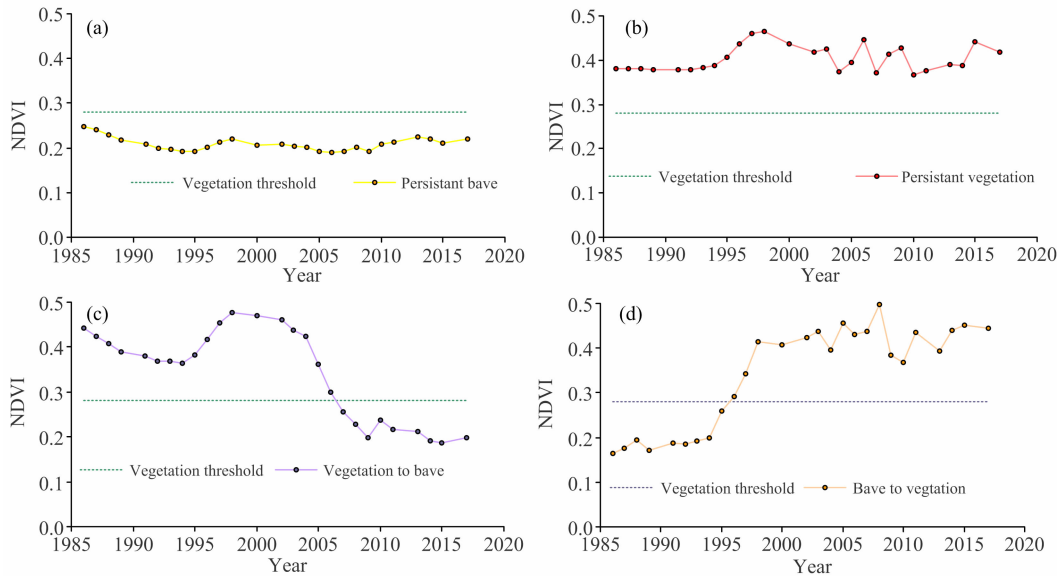 (a)
NDVI
0.5
0.4
0.3
0.2
0.1
0.0
Vegetation threshold
Persistant bave
1985 1990 1995 2000 2005 2010 2015 2020
Year
(b)
NDVI
0.5
0.4
0.3
0.2
0.1
0.0
Vegetation threshold
Persistant vegetation
1985 1990 1995 2000 2005 2010 2015 2020
Year
(c)
NDVI
0.5
0.4
0.3
0.2
0.1
0.0
Vegetation threshold
Vegetation to bave
1985 1990 1995 2000 2005 2010 2015 2020
Year
(d)
NDVI
0.5
0.4
0.3
0.2
0.1
0.0
Vegetation threshold
Bave to vegtation
1985 1990 1995 2000 2005 2010 2015 2020
Year